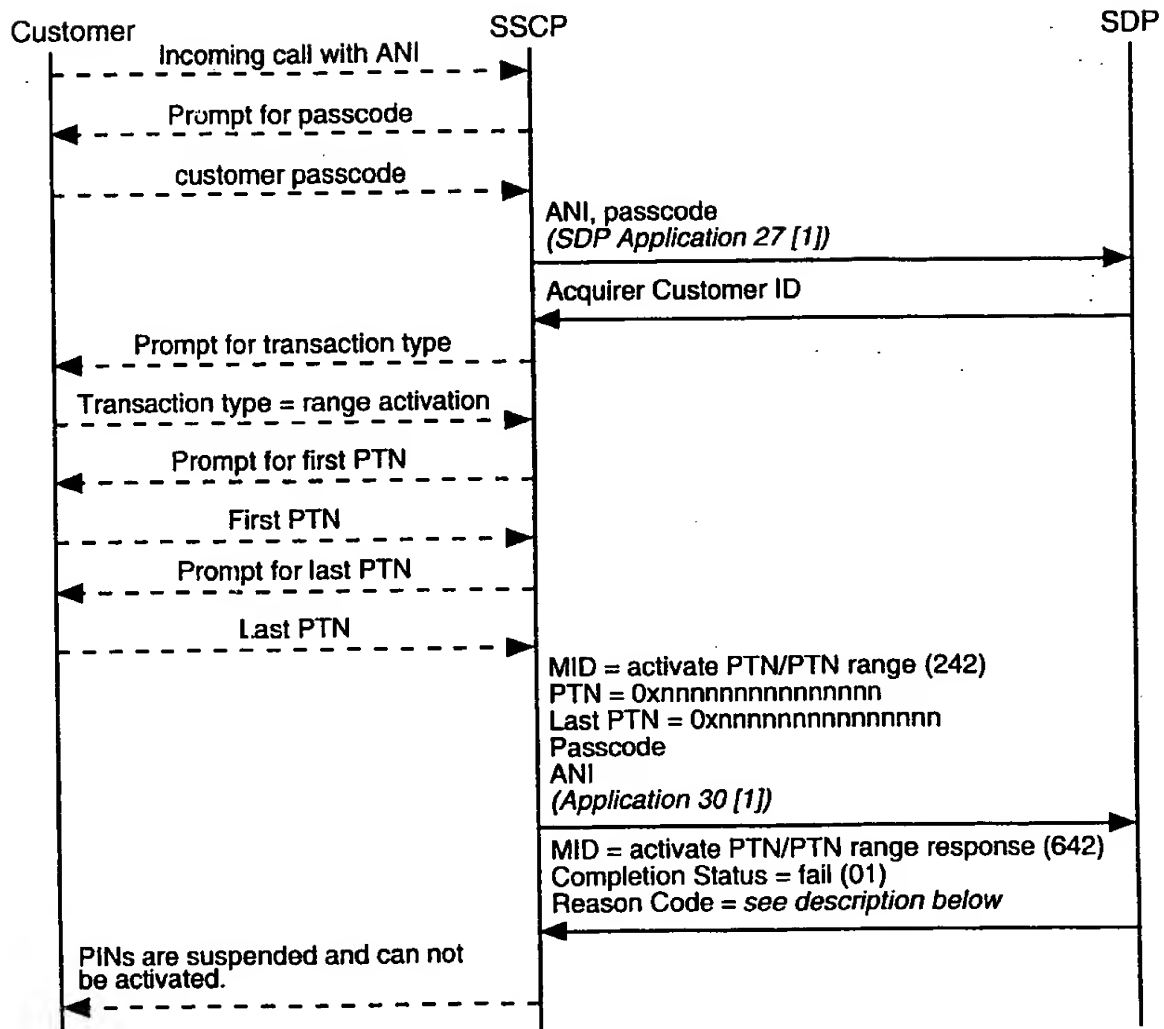 Customer
SSCP
SDP
Incoming call with ANI
Prompt for passcode
customer passcode
ANI, passcode
(SDP Application 27 [1])
Acquirer Customer ID
Prompt for transaction type
Transaction type = range activation
Prompt for first PTN
First PTN
Prompt for last PTN
Last PTN
MID = activate PTN/PTN range (242)
PTN = 0xnnnnnnnnnnnnnnnnn
Last PTN = 0xnnnnnnnnnnnnnnnnn
Passcode
ANI
(Application 30 [1])
MID = activate PTN/PTN range response (642)
Completion Status = fail (01)
Reason Code = see description below
PINs are suspended and can not
be activated.